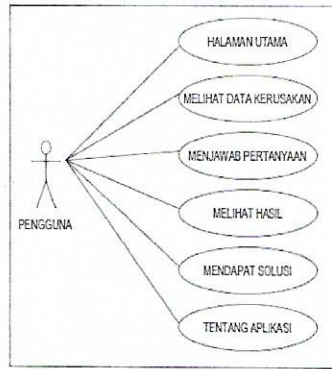 HALAMAN UTAMA
MELIHAT DATA KERUSAKAN
MENJAWAB PERTANYAAN
PENGGUNA
MELIHAT HASIL
MENDAPAT SOLUSI
TENTANG APLIKASI